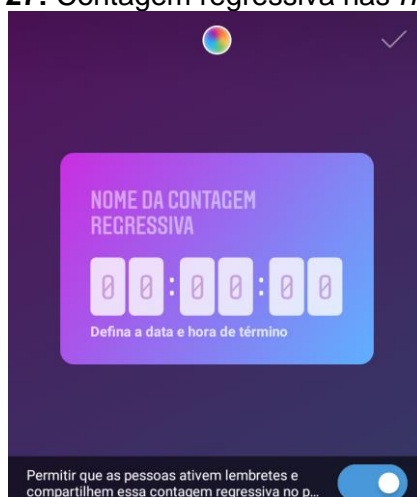 27. Contagem regressiva nas
NOME DA CONTAGEM
REGRESSIVA
00:00:00
Defina a data e hora de término
Permitir que as pessoas ativem lembretes e
compartilhem essa contagem regressiva no p...